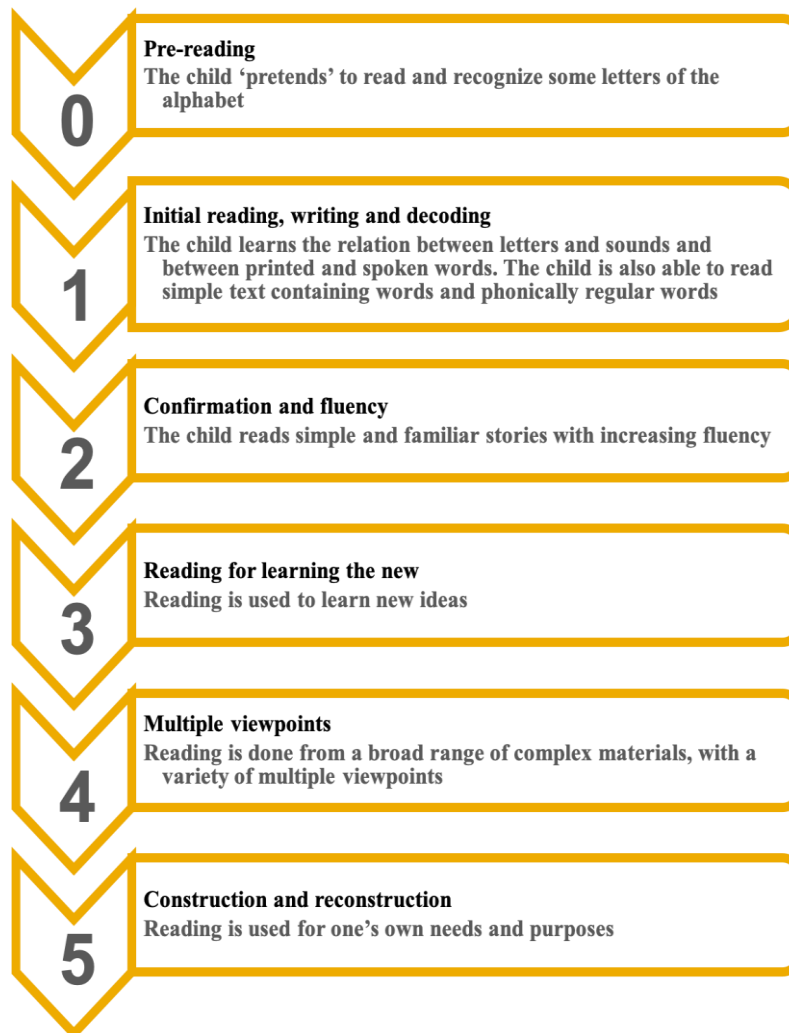 0
Pre-reading
The child ‘pretends’ to read and recognize some letters of the
alphabet
1
Initial reading, writing and decoding
The child learns the relation between letters and sounds and
between printed and spoken words. The child is also able to read
simple text containing words and phonically regular words
2
Confirmation and fluency
The child reads simple and familiar stories with increasing fluency
3
Reading for learning the new
Reading is used to learn new ideas
4
Multiple viewpoints
Reading is done from a broad range of complex materials, with a
variety of multiple viewpoints
5
Construction and reconstruction
Reading is used for one’s own needs and purposes